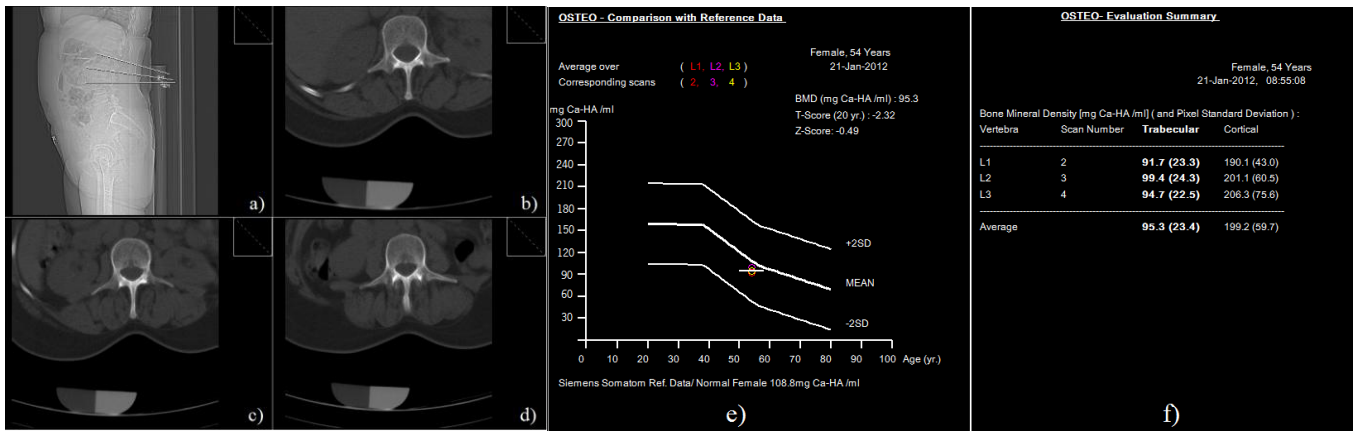 a)
b)
c)
d)
OSTEO - Comparison with Reference Data
Female, 54 Years
Average over ( L1, L2, L3 ) 21-Jan-2012
Corresponding scans ( 2, 3, 4 )
BMD (mg Ca-HA /ml) : 95.3
mg Ca-HA /ml
T-Score (20 yr.) : -2.32
Z-Score: -0.49
300
270
240
210
180
150
120
90
60
30
+2SD
MEAN
-2SD
0 10 20 30 40 50 60 70 80 90 100 Age (yr.)
Siemens Somatom Ref. Data/ Normal Female 108.8mg Ca-HA /ml
e)
OSTEO- Evaluation Summary
Female, 54 Years
21-Jan-2012, 08:55:08
Bone Mineral Density [mg Ca-HA /ml] ( and Pixel Standard Deviation ) :
Vertebra Scan Number Trabecular Cortical
L1 2 91.7 (23.3) 190.1 (43.0)
L2 3 99.4 (24.3) 201.1 (60.5)
L3 4 94.7 (22.5) 206.3 (75.6)
Average 95.3 (23.4) 199.2 (59.7)
f)